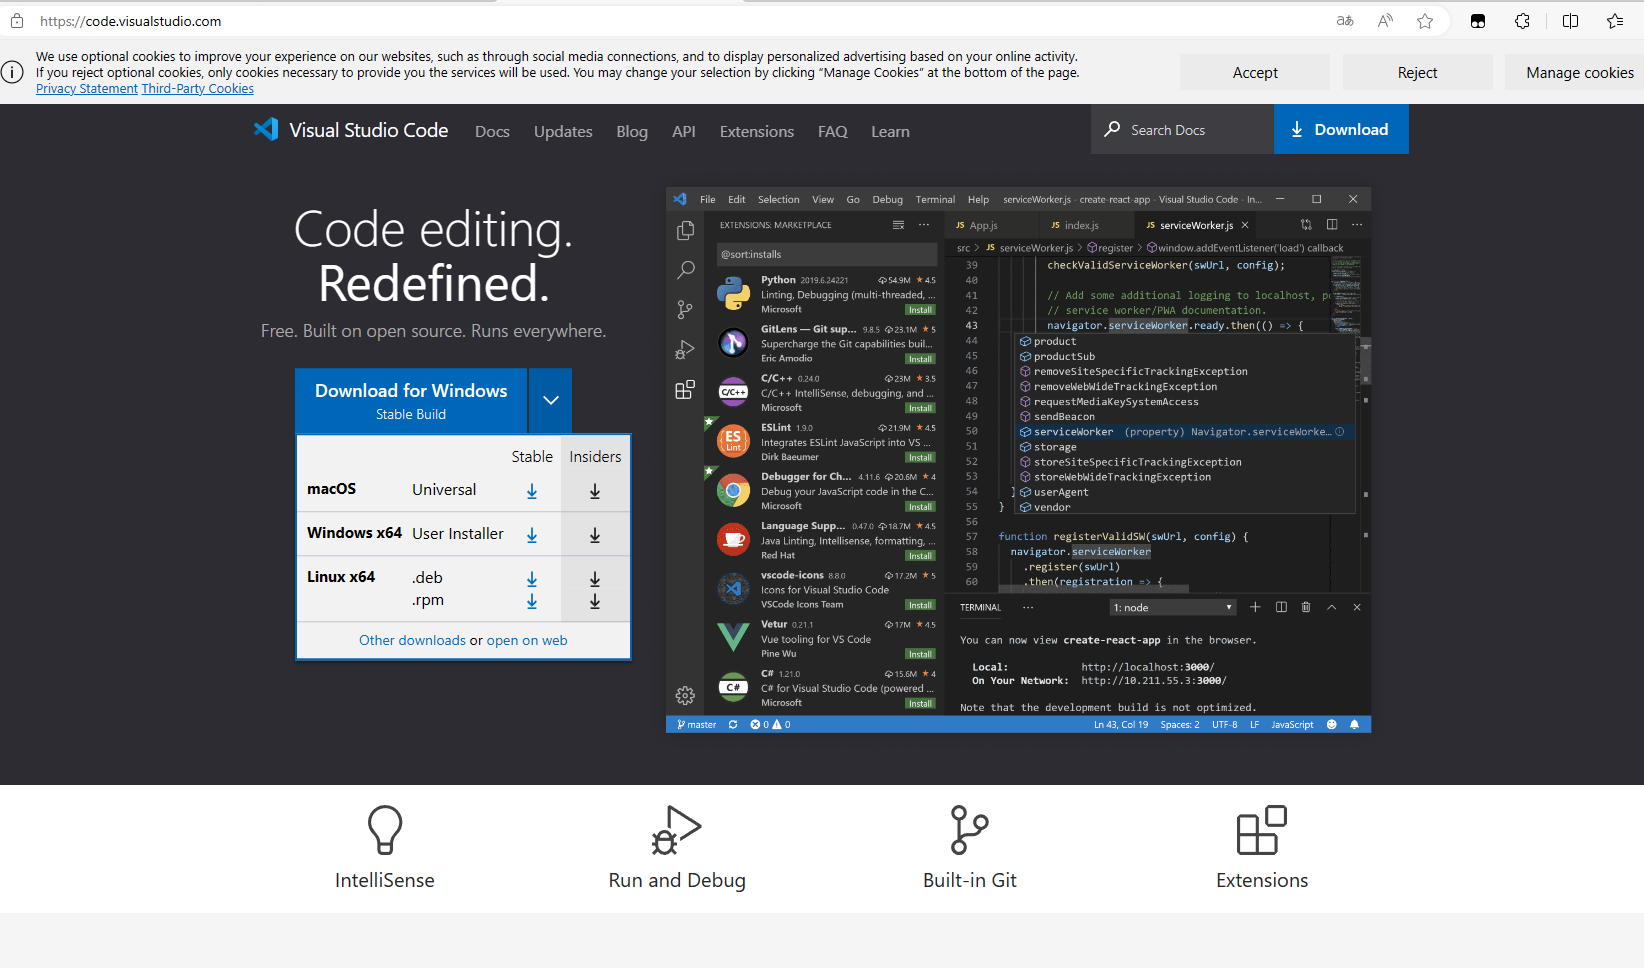 https://code.visualstudio.com
We use optional cookies to improve your experience on our websites, such as through social media connections, and to display personalized advertising based on your online activity.
If you reject optional cookies, only cookies necessary to provide you the services will be used. You may change your selection by clicking “Manage Cookies” at the bottom of the page.
Privacy Statement Third-Party Cookies
Accept
Reject
Manage cookies
Visual Studio Code Docs Updates Blog API Extensions FAQ Learn
Search Docs
Download
Code editing.
Redefined.
Free. Built on open source. Runs everywhere.
Download for Windows
Stable Build
Stable Insiders
macOS Universal
Windows x64 User Installer
Linux x64 .deb
.rpm
Other downloads or open on web
File Edit Selection View Go Debug Terminal Help serviceWorker.js - create-react-app - Visual Studio Code - In...
EXTENSIONS: MARKETPLACE
@sort:installs
Python 2019.6.24221 54.9M 4.5
Linting, Debugging (multi-threaded, ...
Microsoft Install
GitLens — Git sup... 9.8.5 23.1M 5
Supercharge the Git capabilities buil...
Eric Amodio Install
C/C++ 0.24.0 23M 3.5
C/C++ IntelliSense, debugging, and ...
Microsoft Install
C/C++
ESLint 1.9.0 21.9M 4.5
Integrates ESLint JavaScript into VS ...
Dirk Baeumer Install
ES
Lint
Debugger for Ch... 4.11.6 20.6M 4
Debug your JavaScript code in the C...
Microsoft Install
Language Supp... 0.47.0 18.7M 4.5
Java Linting, Intellisense, formatting, ...
Red Hat Install
vscode-icons 8.8.0 17.2M 5
Icons for Visual Studio Code
VSCode Icons Team Install
Vetur 0.21.1 17M 4.5
Vue tooling for VS Code
Pine Wu Install
C# 1.21.0 15.6M 4
C# for Visual Studio Code (powered ...
Microsoft Install
C#
JS App.js JS index.js JS serviceWorker.js
src > JS serviceWorker.js > register > window.addEventListener('load') callback
39 checkValidServiceWorker(swUrl, config);
40
41 // Add some additional logging to localhost, p
42 // service worker/PWA documentation.
43 navigator.serviceWorker.ready.then(() => {
44 product
45 productSub
46 removeSiteSpecificTrackingException
47 removeWebWideTrackingException
48 requestMediaKeySystemAccess
49 sendBeacon
50 serviceWorker (property) Navigator.serviceWorke...
51 storage
52 storeSiteSpecificTrackingException
53 storeWebWideTrackingException
54 } userAgent
55 } vendor
56
57 function registerValidSW(swUrl, config) {
58 navigator.serviceWorker
59 .register(swUrl)
60 .then(registration => {
TERMINAL ... 1: node
You can now view create-react-app in the browser.
Local: http://localhost:3000/
On Your Network: http://10.211.55.3:3000/
Note that the development build is not optimized.
master 0 0 Ln 43, Col 19 Spaces: 2 UTF-8 LF JavaScript
IntelliSense
Run and Debug
Built-in Git
Extensions